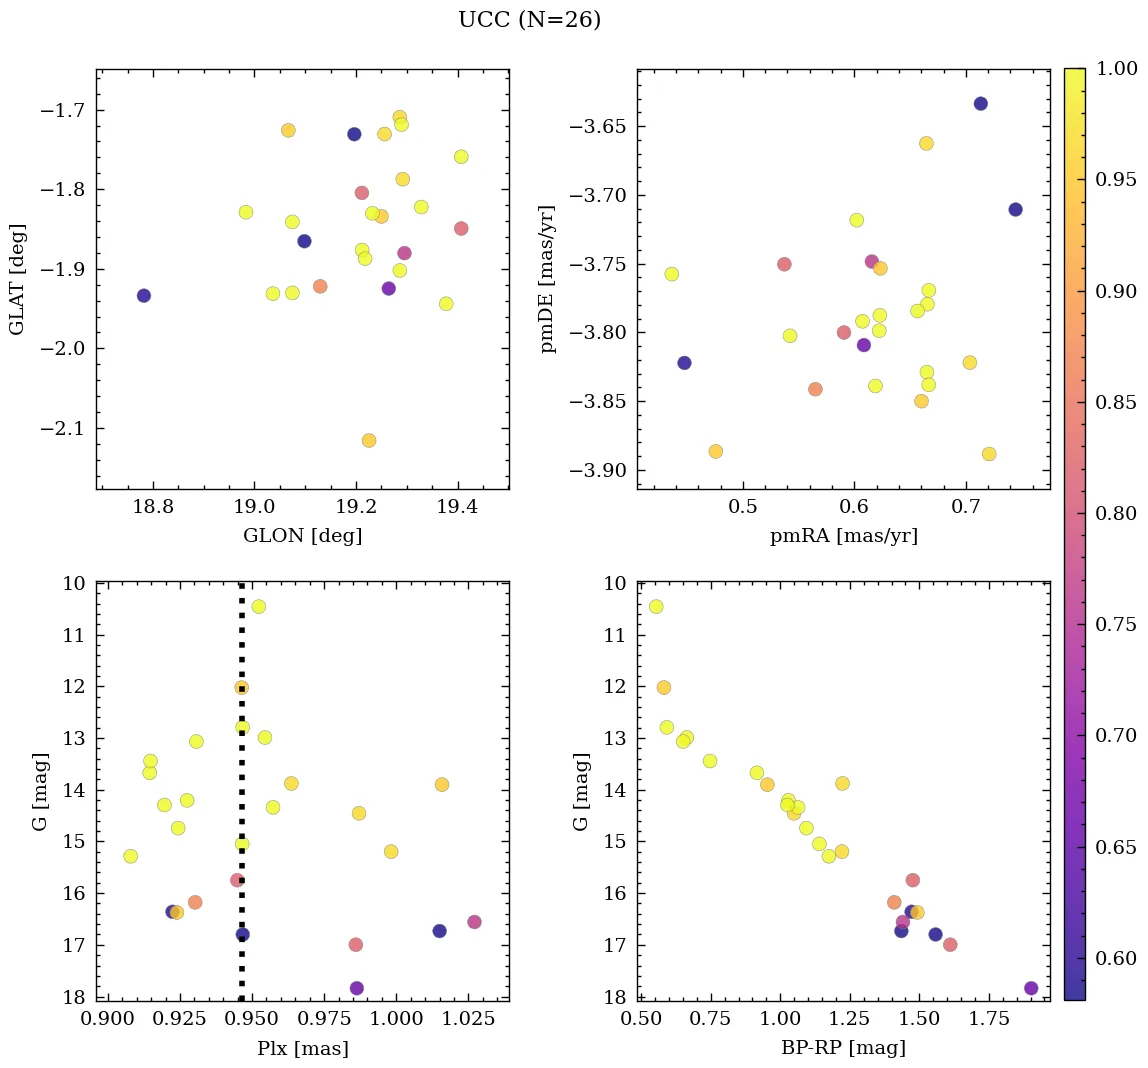 UCC (N=26)
−1.7
−1.8
−1.9
−2.0
−2.1
GLAT [deg]
18.8 19.0 19.2 19.4
GLON [deg]
−3.65
−3.70
−3.75
−3.80
−3.85
−3.90
pmDE [mas/yr]
0.5 0.6 0.7
pmRA [mas/yr]
10
11
12
13
14
15
16
17
18
G [mag]
0.900 0.925 0.950 0.975 1.000 1.025
Plx [mas]
10
11
12
13
14
15
16
17
18
G [mag]
0.50 0.75 1.00 1.25 1.50 1.75
BP-RP [mag]
1.00
0.95
0.90
0.85
0.80
0.75
0.70
0.65
0.60